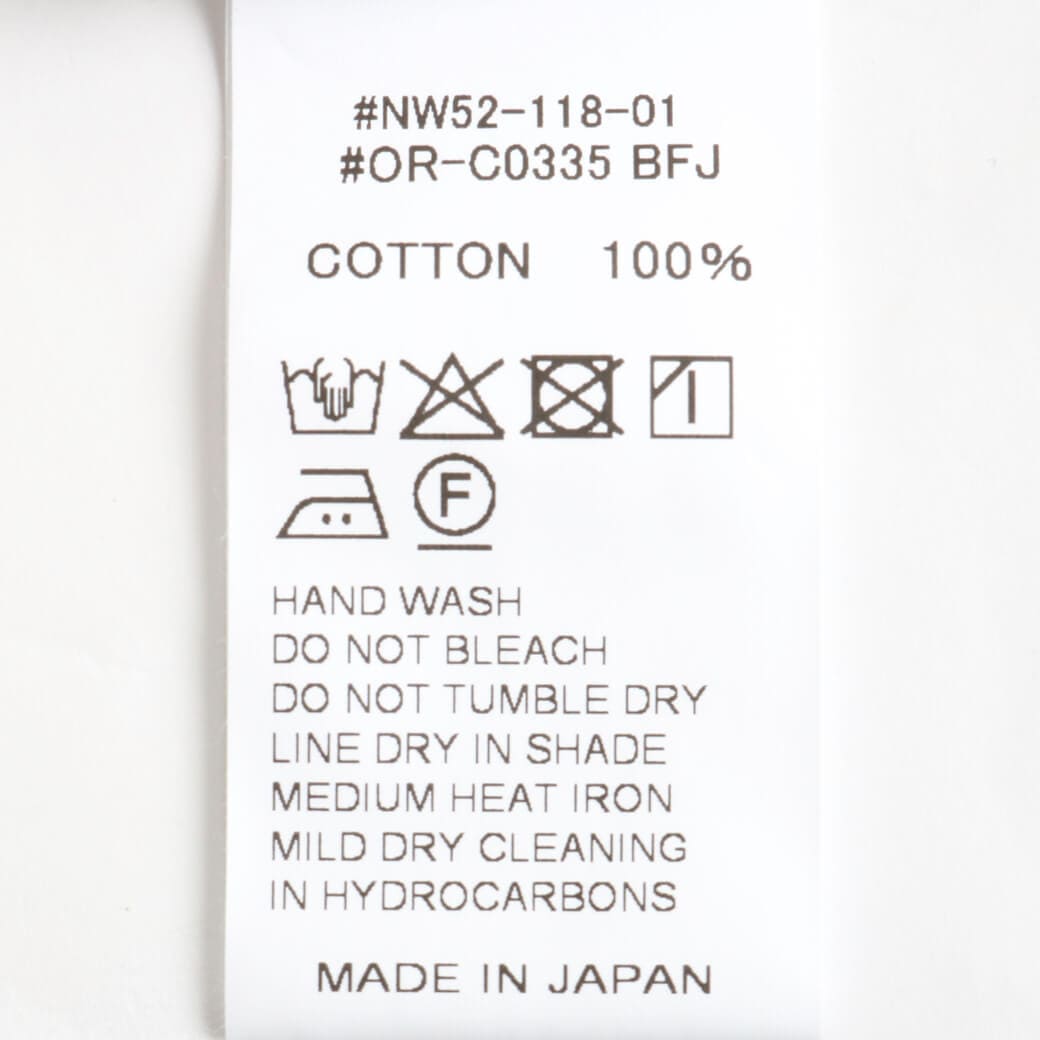 #NW52-118-01
#OR-C0335 BFJ
COTTON 100%
F
HAND WASH
DO NOT BLEACH
DO NOT TUMBLE DRY
LINE DRY IN SHADE
MEDIUM HEAT IRON
MILD DRY CLEANING
IN HYDROCARBONS
MADE IN JAPAN